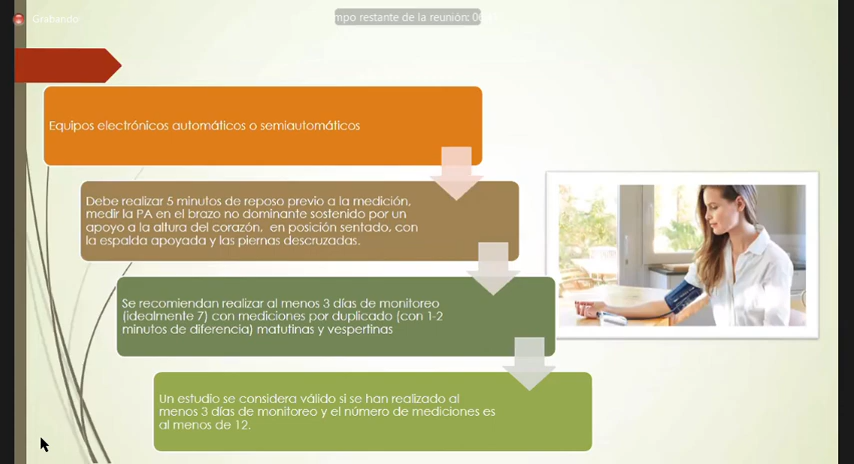 Grabando
mpo restante de la reunión:
Equipos electrónicos automáticos o semiautomáticos
Debe realizar 5 minutos de reposo previo a la medición,
medir la PA en el brazo no dominante sostenido por un
apoyo a la altura del corazón, en posición sentado, con
la espalda apoyada y las piernas descruzadas.
Se recomiendan realizar al menos 3 días de monitoreo
(idealmente 7) con mediciones por duplicado (con 1-2
minutos de diferencia) matutinas y vespertinas
Un estudio se considera válido si se han realizado al
menos 3 días de monitoreo y el número de mediciones es
al menos de 12.